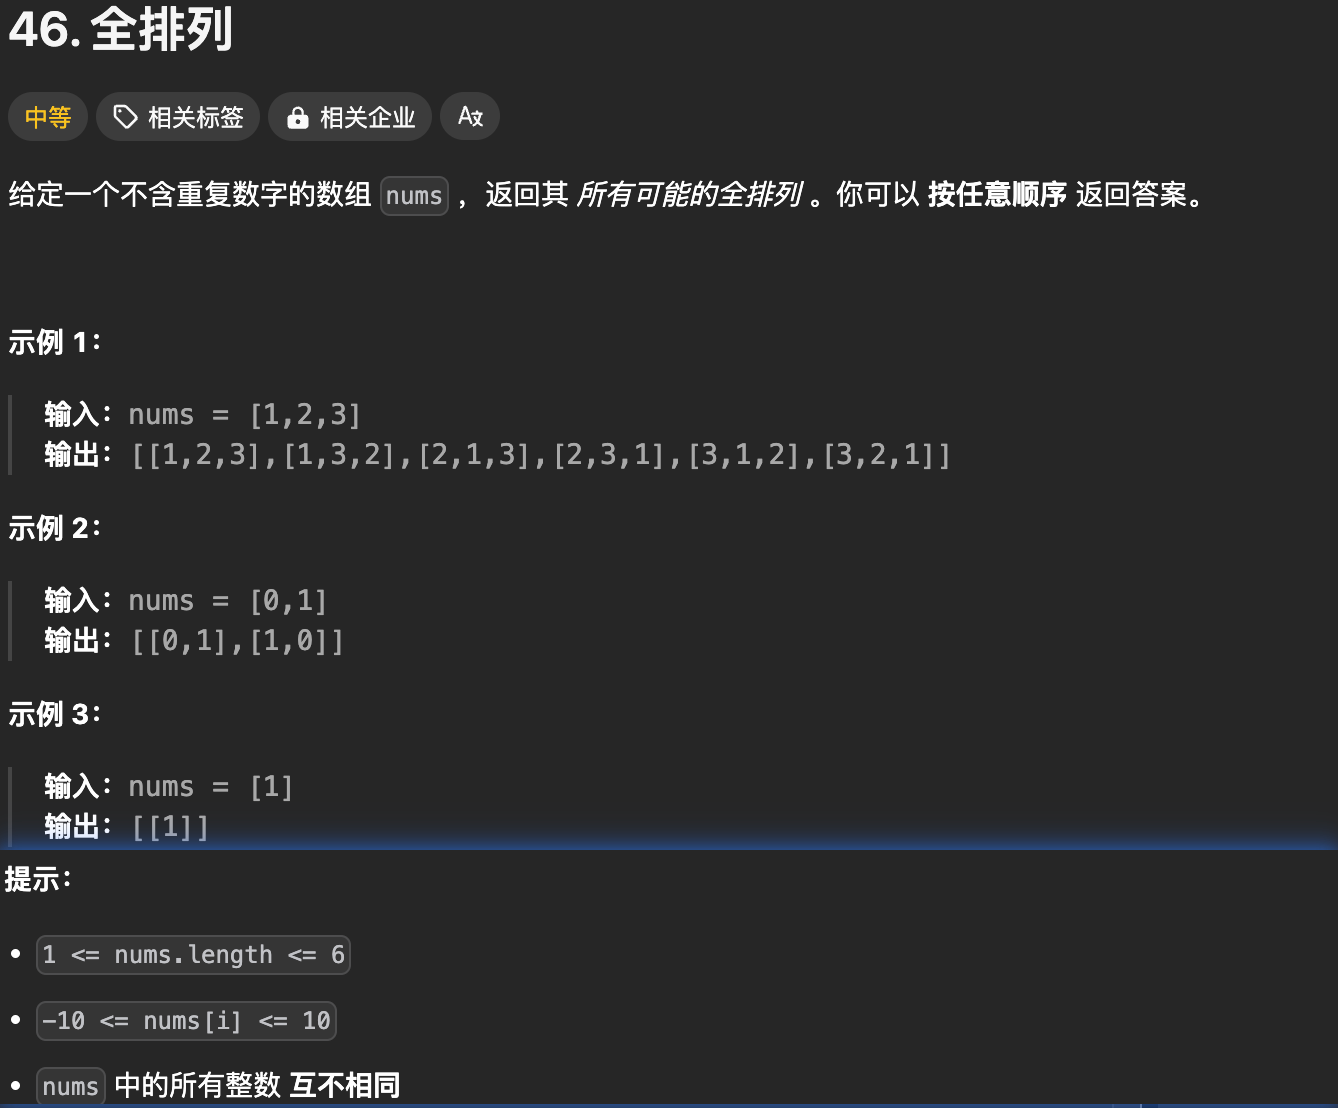 46. 全排列
中等 相关标签 相关企业 A文
给定一个不含重复数字的数组 nums ，返回其 所有可能的全排列 。你可以 按任意顺序 返回答案。
示例 1：
输入：nums = [1,2,3]
输出：[[1,2,3],[1,3,2],[2,1,3],[2,3,1],[3,1,2],[3,2,1]]
示例 2：
输入：nums = [0,1]
输出：[[0,1],[1,0]]
示例 3：
输入：nums = [1]
输出：[[1]]
提示：
• 1 <= nums.length <= 6
• -10 <= nums[i] <= 10
• nums 中的所有整数 互不相同